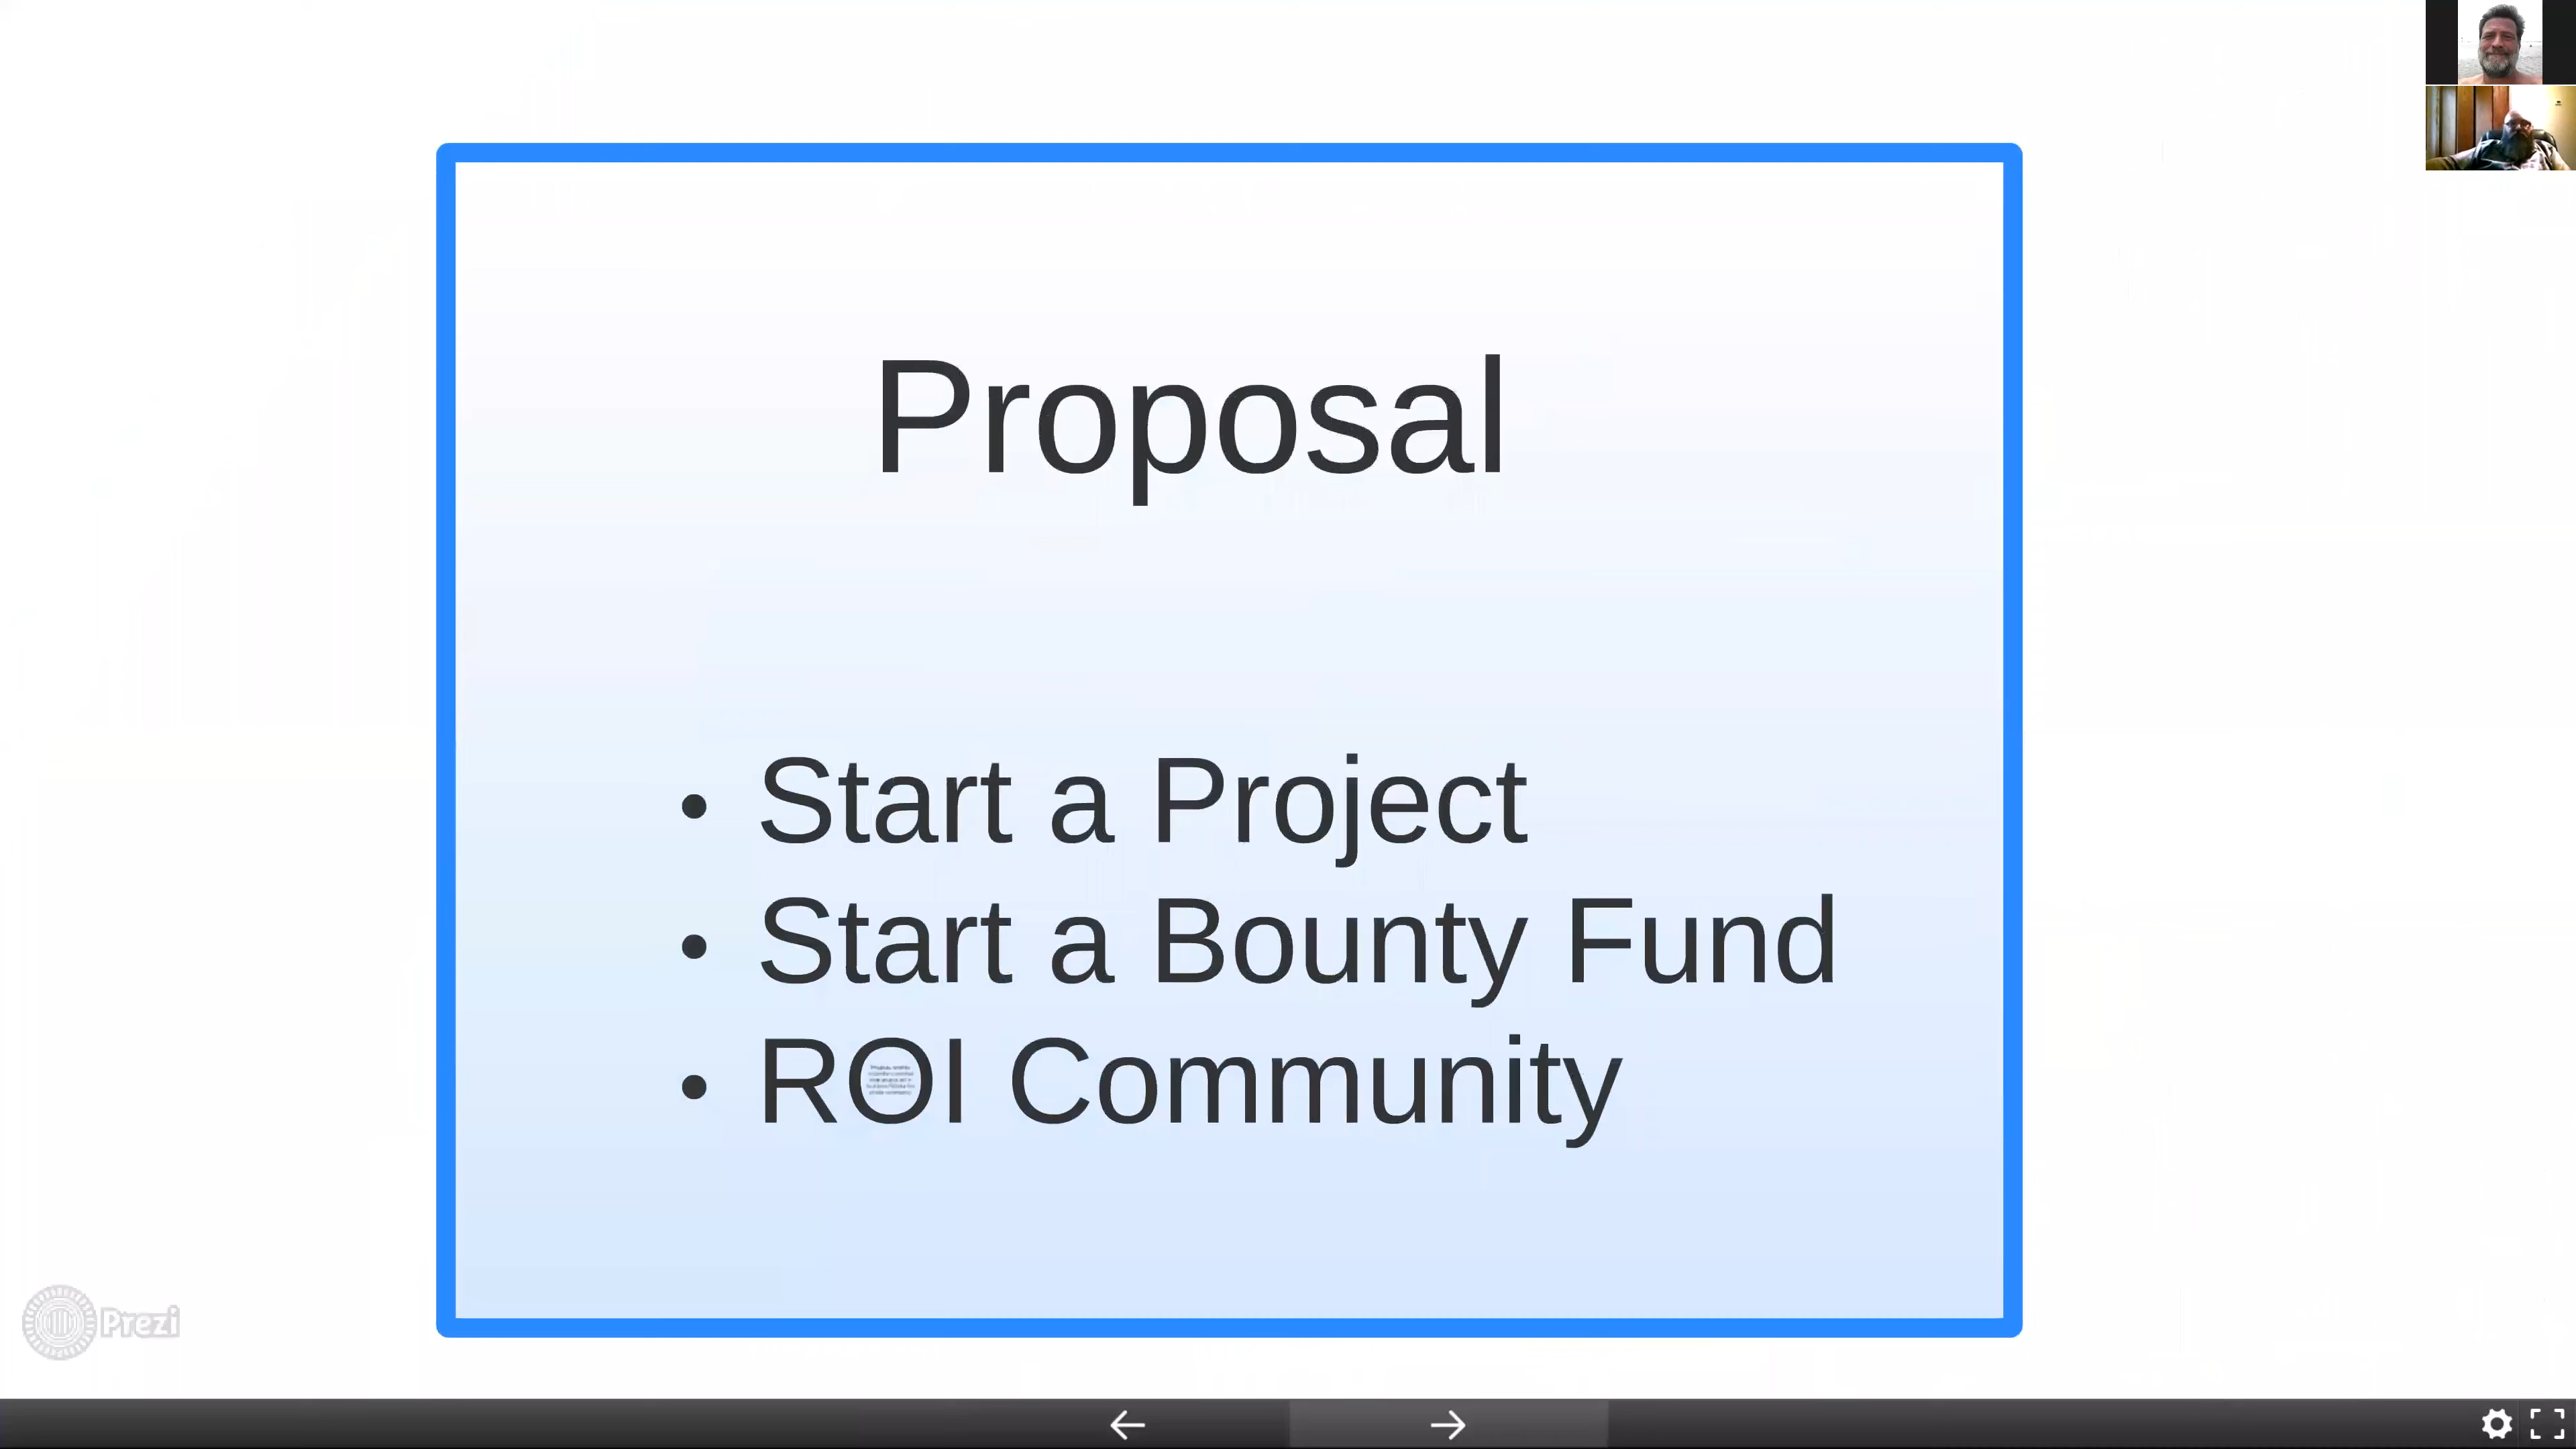 Proposal
• Start a Project
• Start a Bounty Fund
• ROI Community
Prezi